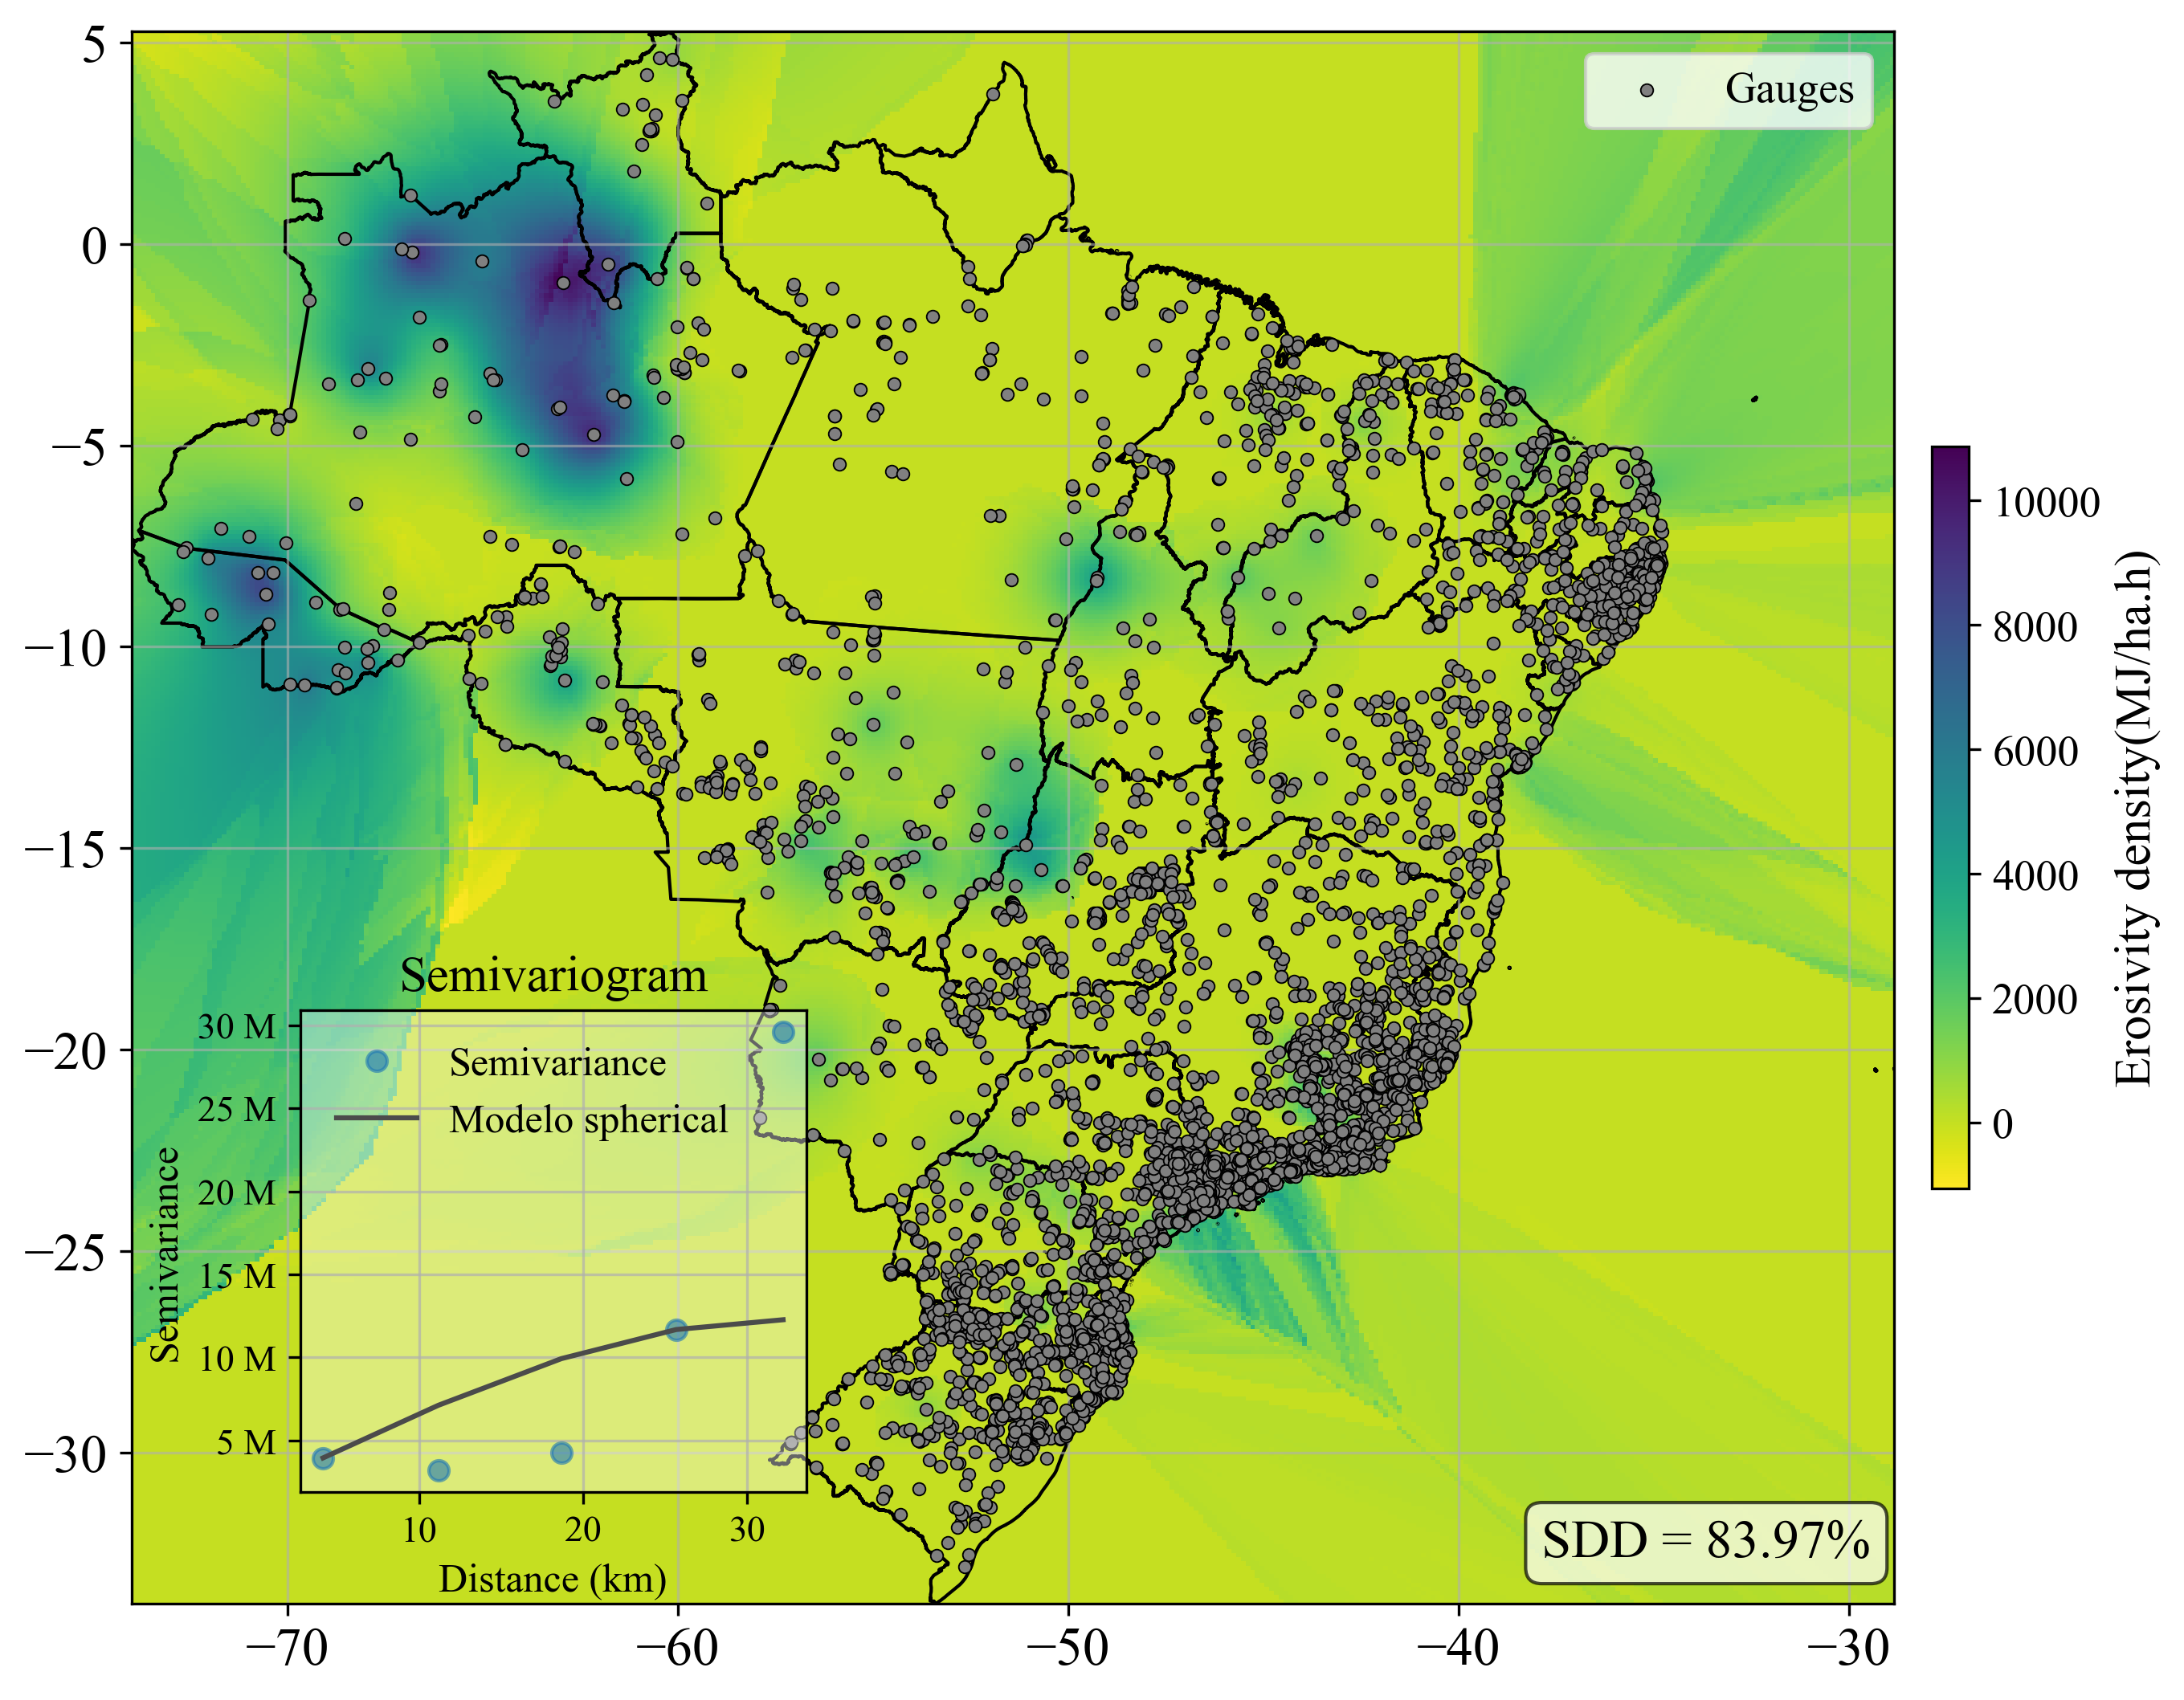 5
0
−5
−10
−15
−20
−25
−30
−70
−60
−50
−40
−30
Gauges
Semivariogram
30 M
25 M
20 M
15 M
10 M
5 M
Semivariance
Semivariance
Modelo spherical
10
20
30
Distance (km)
SDD = 83.97%
10000
8000
6000
4000
2000
0
Erosivity density(MJ/ha.h)